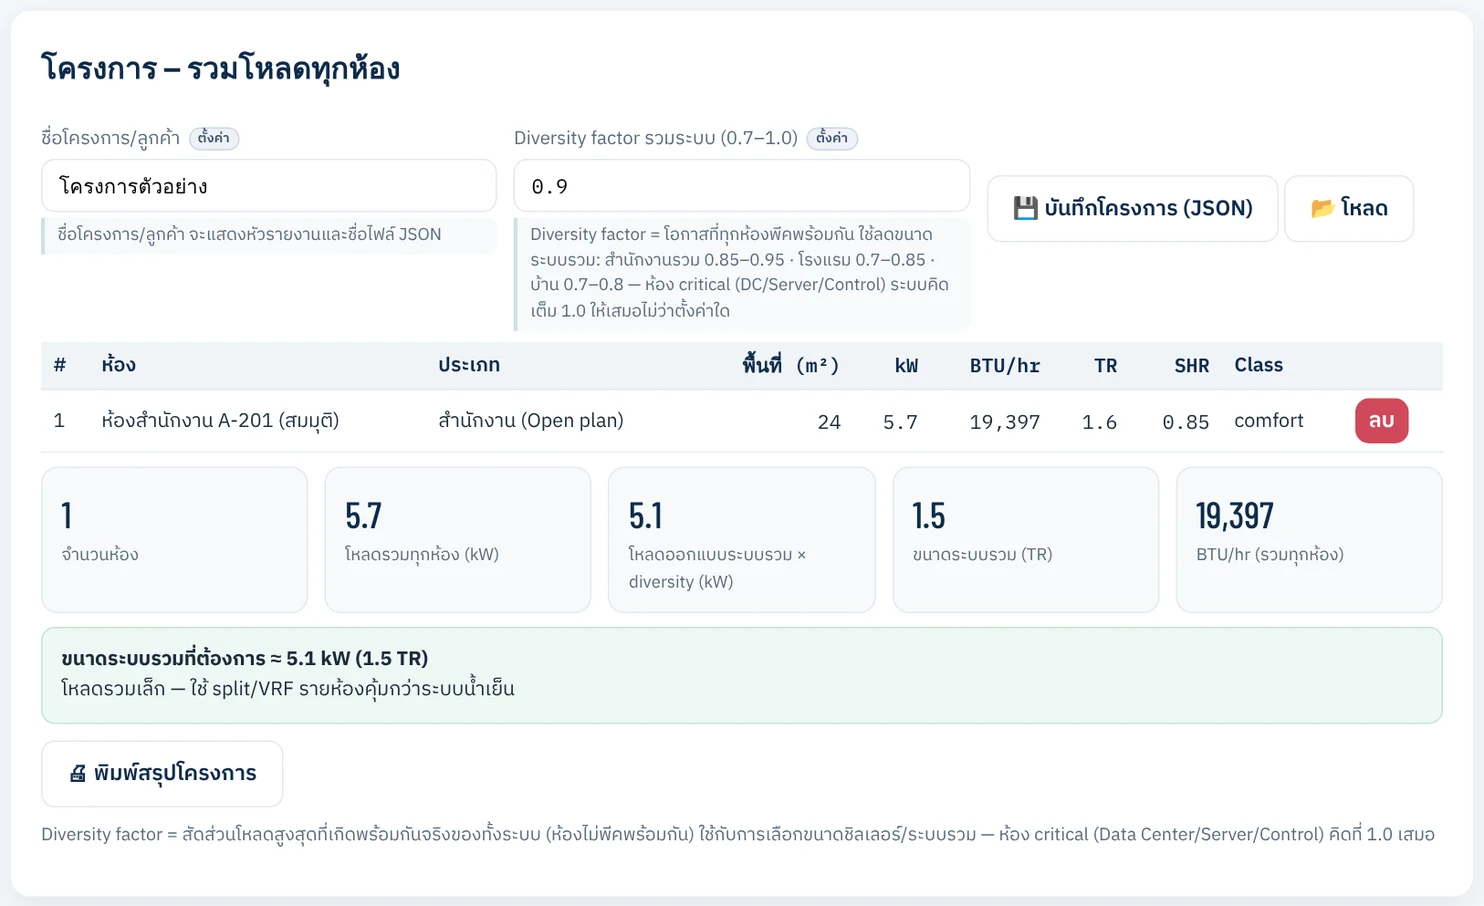 โครงการ – รวมโหลดทุกห้อง
ชื่อโครงการ/ลูกค้า ตั้งค่า
โครงการตัวอย่าง
ชื่อโครงการ/ลูกค้า จะแสดงหัวรายงานและชื่อไฟล์ JSON
Diversity factor รวมระบบ (0.7–1.0) ตั้งค่า
0.9
Diversity factor = โอกาสที่ทุกห้องพีคพร้อมกัน ใช้ลดขนาด
ระบบรวม: สำนักงานรวม 0.85–0.95 · โรงแรม 0.7–0.85 ·
บ้าน 0.7–0.8 — ห้อง critical (DC/Server/Control) ระบบคิด
เต็ม 1.0 ให้เสมอไม่ว่าตั้งค่าใด
💾 บันทึกโครงการ (JSON)
📂 โหลด
# ห้อง ประเภท พื้นที่ (m²) kW BTU/hr TR SHR Class
1 ห้องสำนักงาน A-201 (สมมุติ) สำนักงาน (Open plan) 24 5.7 19,397 1.6 0.85 comfort ลบ
1
จำนวนห้อง
5.7
โหลดรวมทุกห้อง (kW)
5.1
โหลดออกแบบระบบรวม ×
diversity (kW)
1.5
ขนาดระบบรวม (TR)
19,397
BTU/hr (รวมทุกห้อง)
ขนาดระบบรวมที่ต้องการ ≈ 5.1 kW (1.5 TR)
โหลดรวมเล็ก — ใช้ split/VRF รายห้องคุ้มกว่าระบบน้ำเย็น
🖨 พิมพ์สรุปโครงการ
Diversity factor = สัดส่วนโหลดสูงสุดที่เกิดพร้อมกันจริงของทั้งระบบ (ห้องไม่พีคพร้อมกัน) ใช้กับการเลือกขนาดชิลเลอร์/ระบบรวม — ห้อง critical (Data Center/Server/Control) คิดที่ 1.0 เสมอ